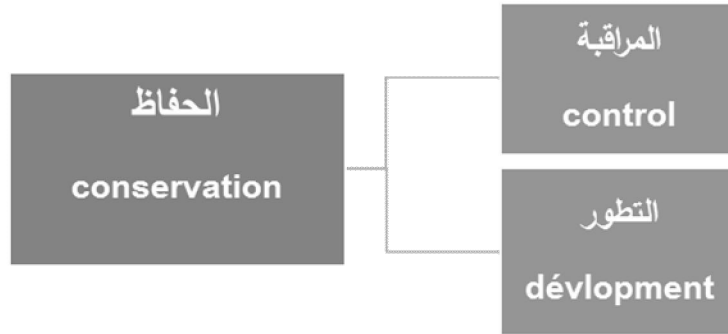 الحفاظ
conservation
المراقبة
control
التطور
dévlopment